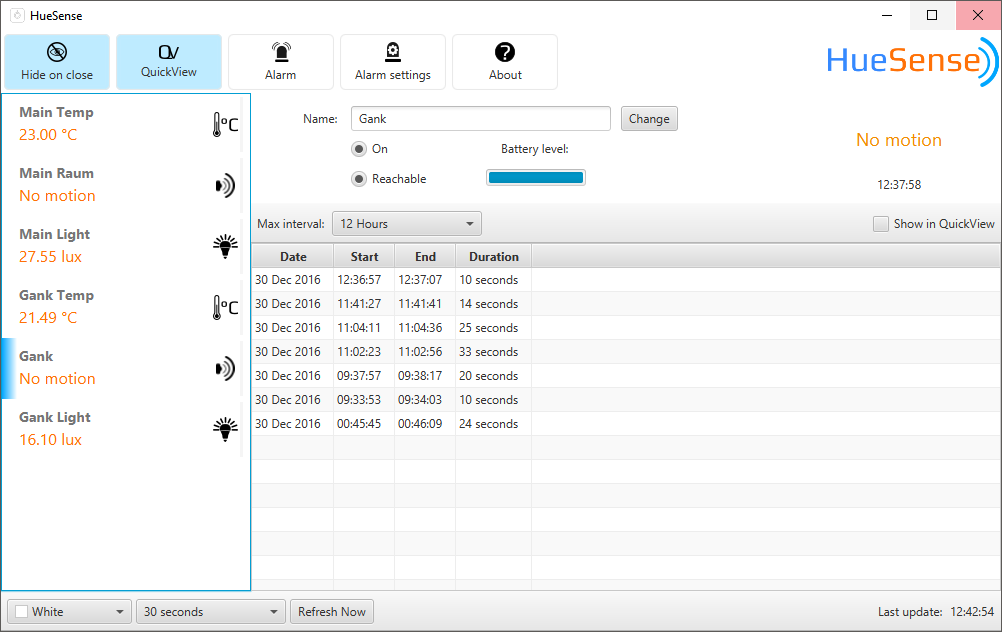 HueSense
Hide on close
QV
QuickView
Alarm
Alarm settings
?
About
HueSense
Main Temp
23.00 °C
°C
Main Raum
No motion
Main Light
27.55 lux
Gank Temp
21.49 °C
°C
Gank
No motion
Gank Light
16.10 lux
Name: Gank Change
On Battery level:
Reachable
No motion
12:37:58
Max interval: 12 Hours Show in QuickView
Date Start End Duration
30 Dec 2016 12:36:57 12:37:07 10 seconds
30 Dec 2016 11:41:27 11:41:41 14 seconds
30 Dec 2016 11:04:11 11:04:36 25 seconds
30 Dec 2016 11:02:23 11:02:56 33 seconds
30 Dec 2016 09:37:57 09:38:17 20 seconds
30 Dec 2016 09:33:53 09:34:03 10 seconds
30 Dec 2016 00:45:45 00:46:09 24 seconds
White 30 seconds Refresh Now Last update: 12:42:54